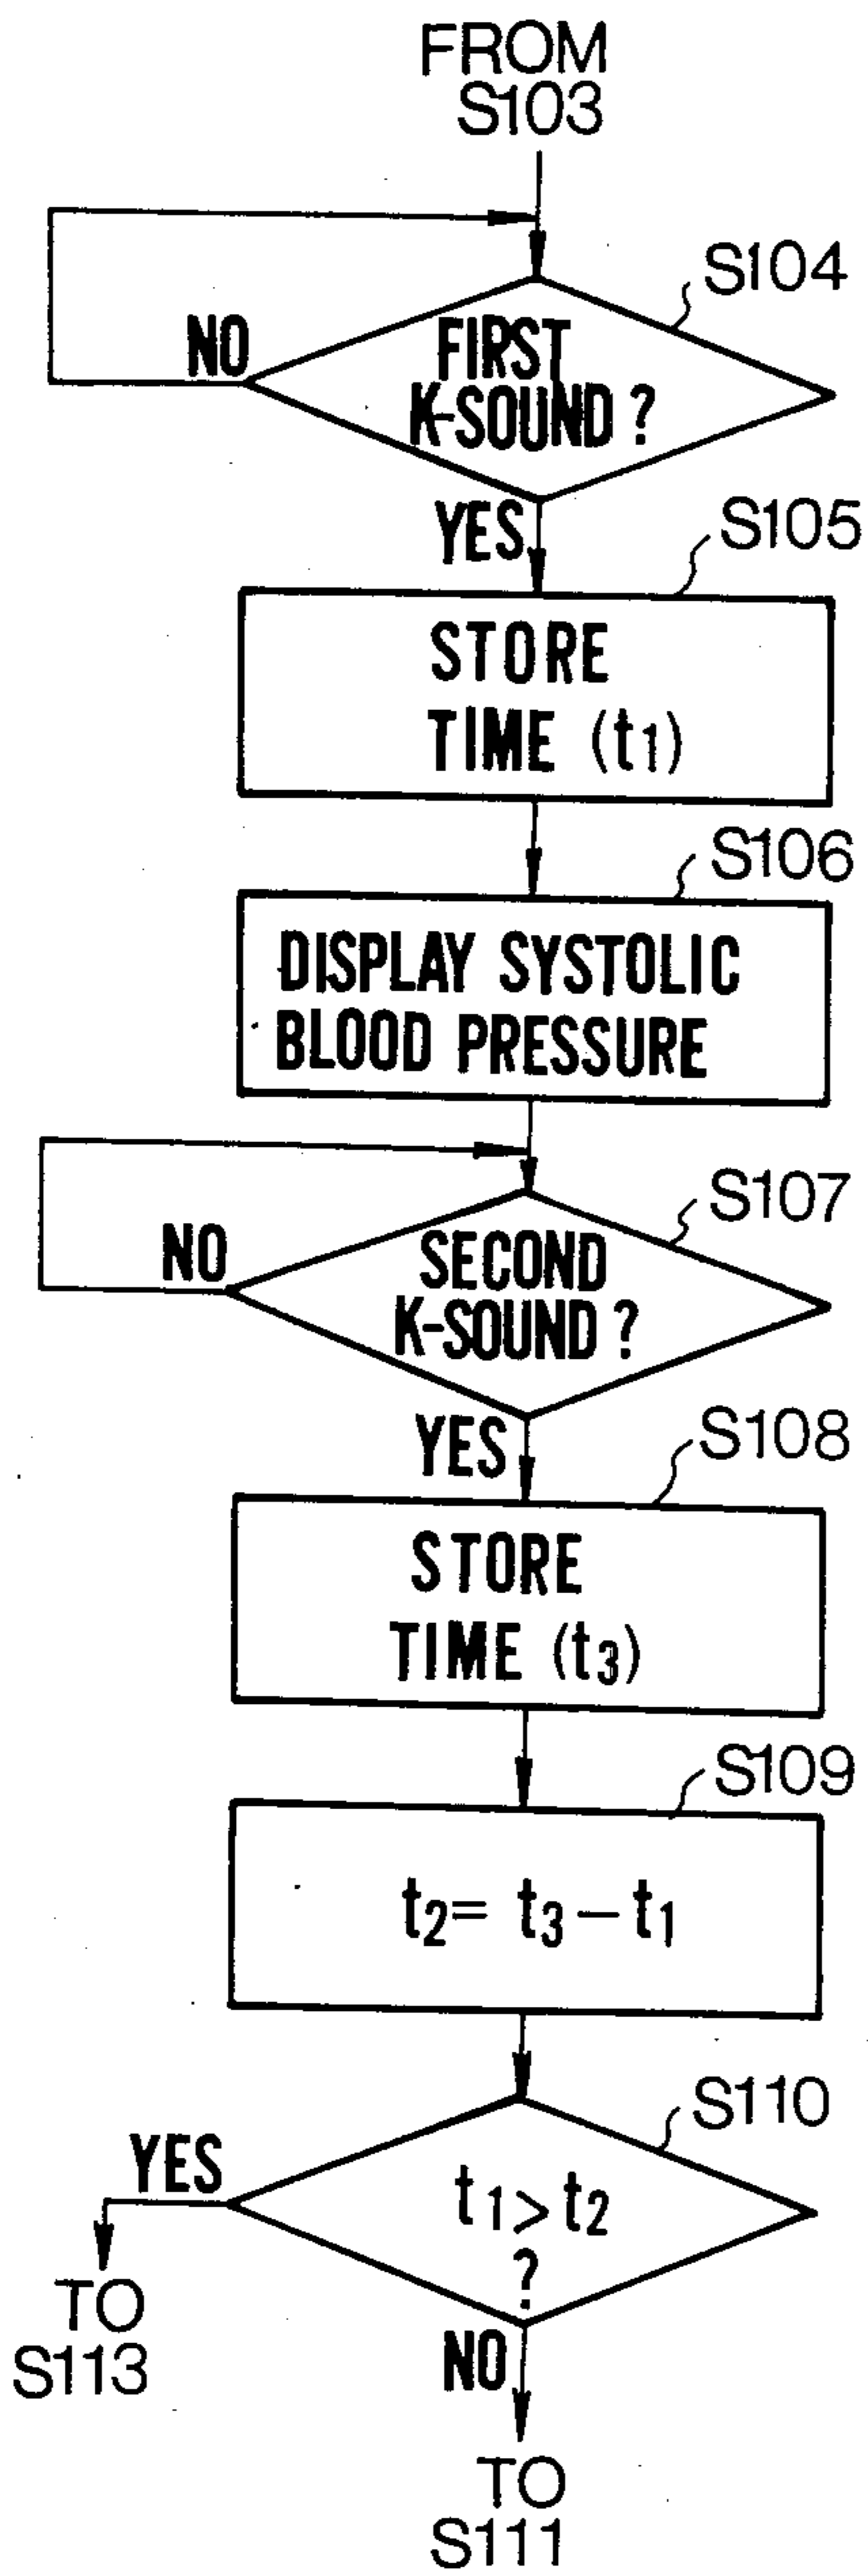 FROM
S103
S104
NO
FIRST
K-SOUND ?
YES
S105
STORE
TIME (t1)
S106
DISPLAY SYSTOLIC
BLOOD PRESSURE
S107
NO
SECOND
K-SOUND ?
YES
S108
STORE
TIME (t3)
S109
t2= t3-t1
S110
YES
t1>t2
?
TO
S113
NO
TO
S111